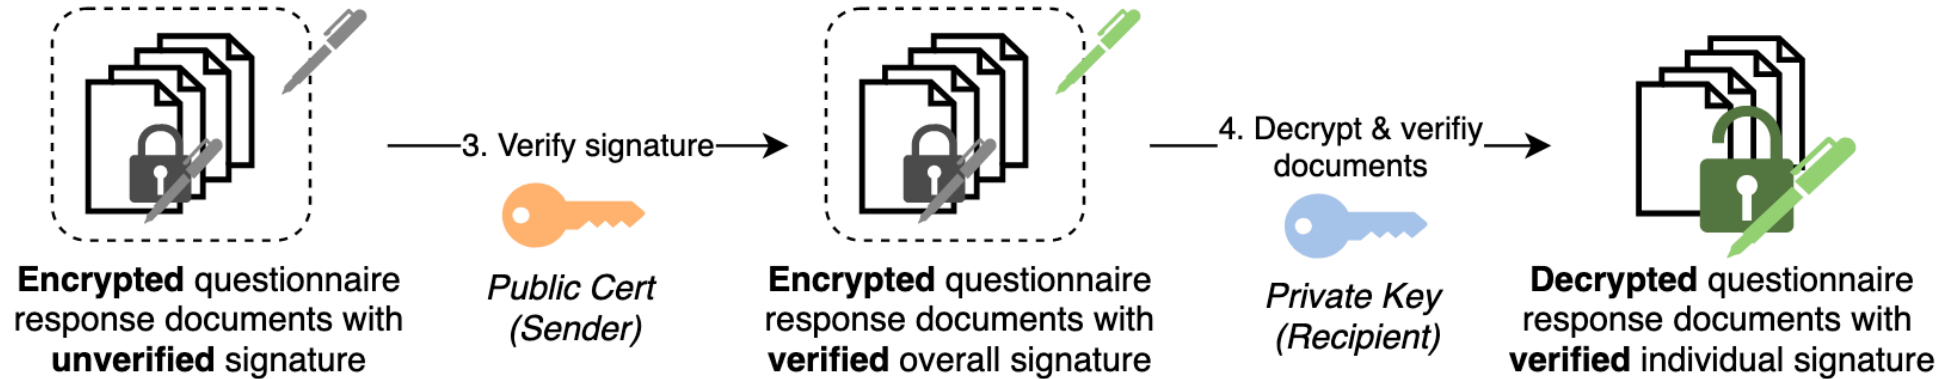 3. Verify signature
4. Decrypt & verifiy
documents
Public Cert
(Sender)
Private Key
(Recipient)
Encrypted questionnaire
response documents with
unverified signature
Encrypted questionnaire
response documents with
verified overall signature
Decrypted questionnaire
response documents with
verified individual signature